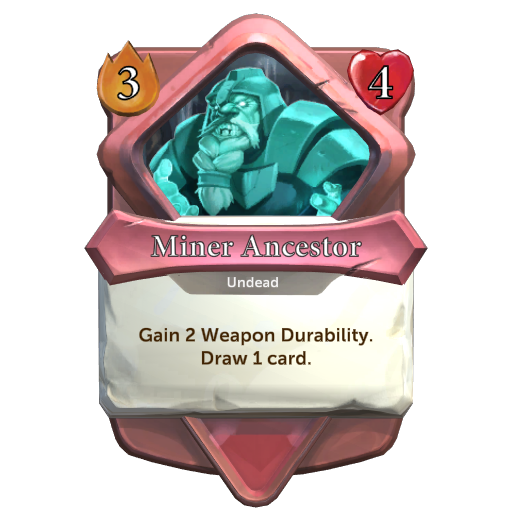 3
4
Miner Ancestor
Undead
Gain 2 Weapon Durability.
Draw 1 card.